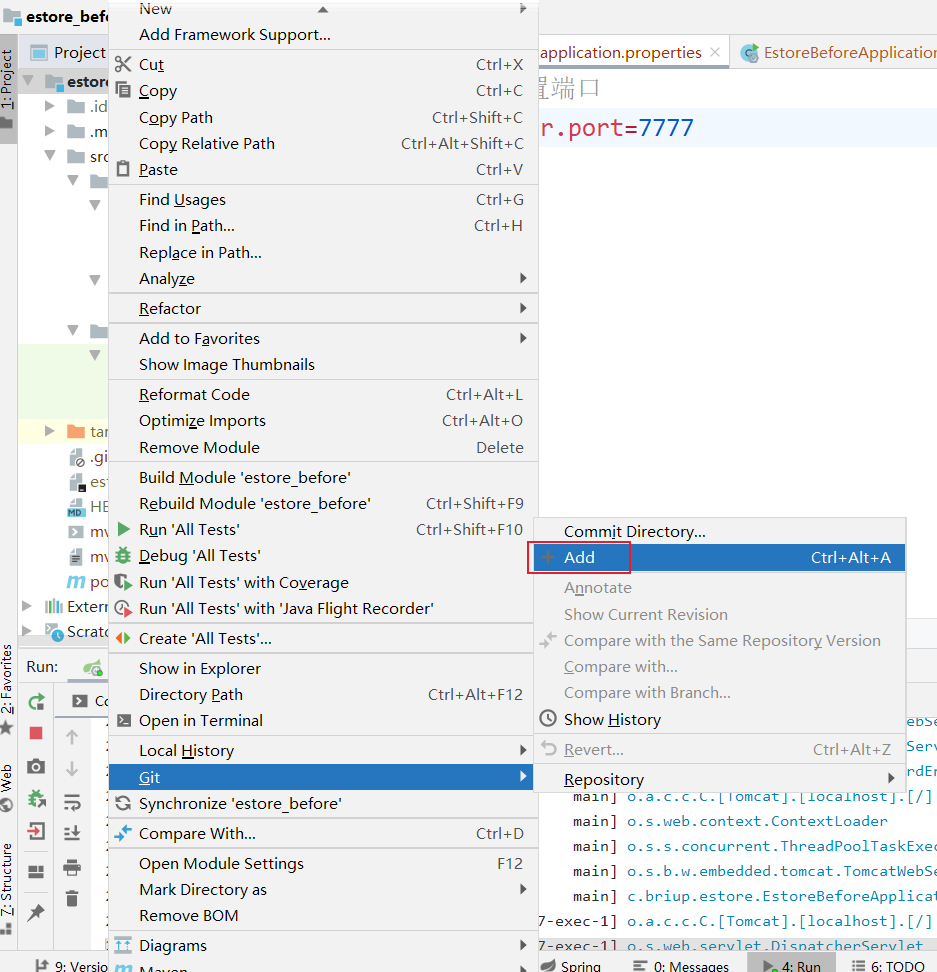 estore_befo
New
Add Framework Support...
Cut Ctrl+X
Copy Ctrl+C
Copy Path Ctrl+Shift+C
Copy Relative Path Ctrl+Alt+Shift+C
Paste Ctrl+V
Find Usages Ctrl+G
Find in Path... Ctrl+H
Replace in Path...
Analyze
Refactor
Add to Favorites
Show Image Thumbnails
Reformat Code Ctrl+Alt+L
Optimize Imports Ctrl+Alt+O
Remove Module Delete
Build Module 'estore_before'
Rebuild Module 'estore_before' Ctrl+Shift+F9
Run 'All Tests' Ctrl+Shift+F10
Debug 'All Tests'
Run 'All Tests' with Coverage
Run 'All Tests' with 'Java Flight Recorder'
Create 'All Tests'...
Show in Explorer
Directory Path Ctrl+Alt+F12
Open in Terminal
Local History
Git
Synchronize 'estore_before'
Compare With... Ctrl+D
Open Module Settings F12
Mark Directory as
Remove BOM
Diagrams
Maven
Commit Directory...
Add Ctrl+Alt+A
Annotate
Show Current Revision
Compare with the Same Repository Version
Compare with...
Compare with Branch...
Show History
Revert... Ctrl+Alt+Z
Repository
application.properties
EstoreBeforeApplication
置端口
r.port=7777
1: Project
Project
estore
.id
.m
src
tar
.gi
est
HE
mv
mv
po
Extern
Scratc
2: Favorites
Web
7: Structure
Run:
Co
main] o.a.c.c.C.[Tomcat].[localhost].[/]
main] o.s.web.context.ContextLoader
main] o.s.s.concurrent.ThreadPoolTaskExec
main] o.s.b.w.embedded.tomcat.TomcatWebSe
main] c.briup.estore.EstoreBeforeApplicat
7-exec-1] o.a.c.c.C.[Tomcat].[localhost].[/]
7-exec-1] o.s.web.servlet.DispatcherServlet
9: Versio
Spring
0: Messages
4: Run
6: TODO